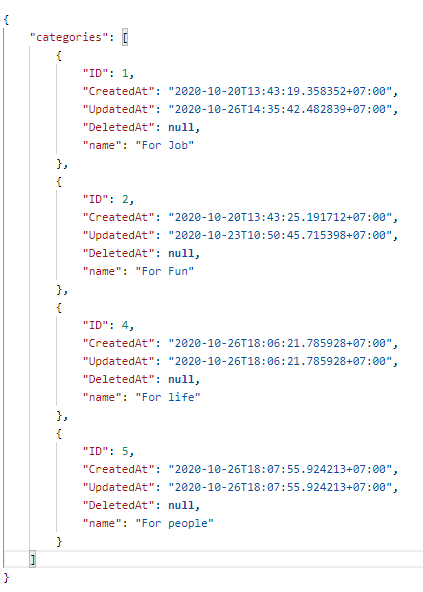 {
"categories": [
{
"ID": 1,
"CreatedAt": "2020-10-20T13:43:19.358352+07:00",
"UpdatedAt": "2020-10-26T14:35:42.482839+07:00",
"DeletedAt": null,
"name": "For Job"
},
{
"ID": 2,
"CreatedAt": "2020-10-20T13:43:25.191712+07:00",
"UpdatedAt": "2020-10-23T10:50:45.715398+07:00",
"DeletedAt": null,
"name": "For Fun"
},
{
"ID": 4,
"CreatedAt": "2020-10-26T18:06:21.785928+07:00",
"UpdatedAt": "2020-10-26T18:06:21.785928+07:00",
"DeletedAt": null,
"name": "For life"
},
{
"ID": 5,
"CreatedAt": "2020-10-26T18:07:55.924213+07:00",
"UpdatedAt": "2020-10-26T18:07:55.924213+07:00",
"DeletedAt": null,
"name": "For people"
}
]
}